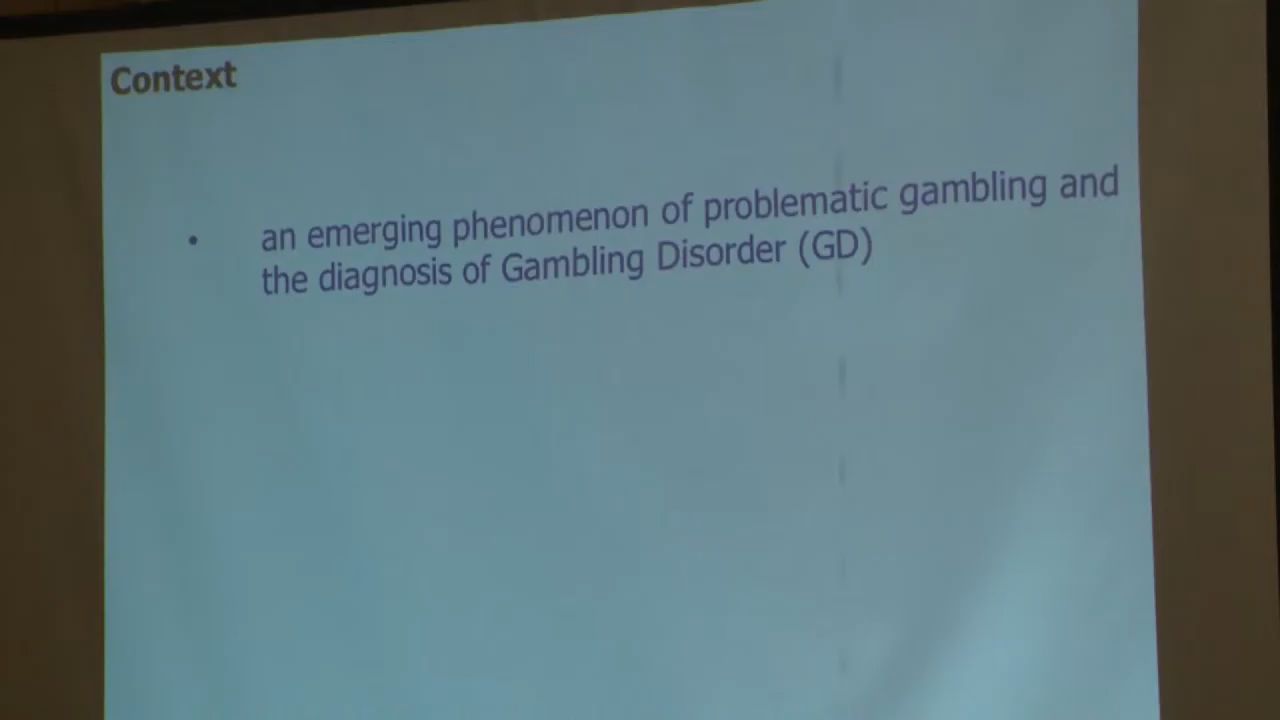 Context
• an emerging phenomenon of problematic gambling and
the diagnosis of Gambling Disorder (GD)